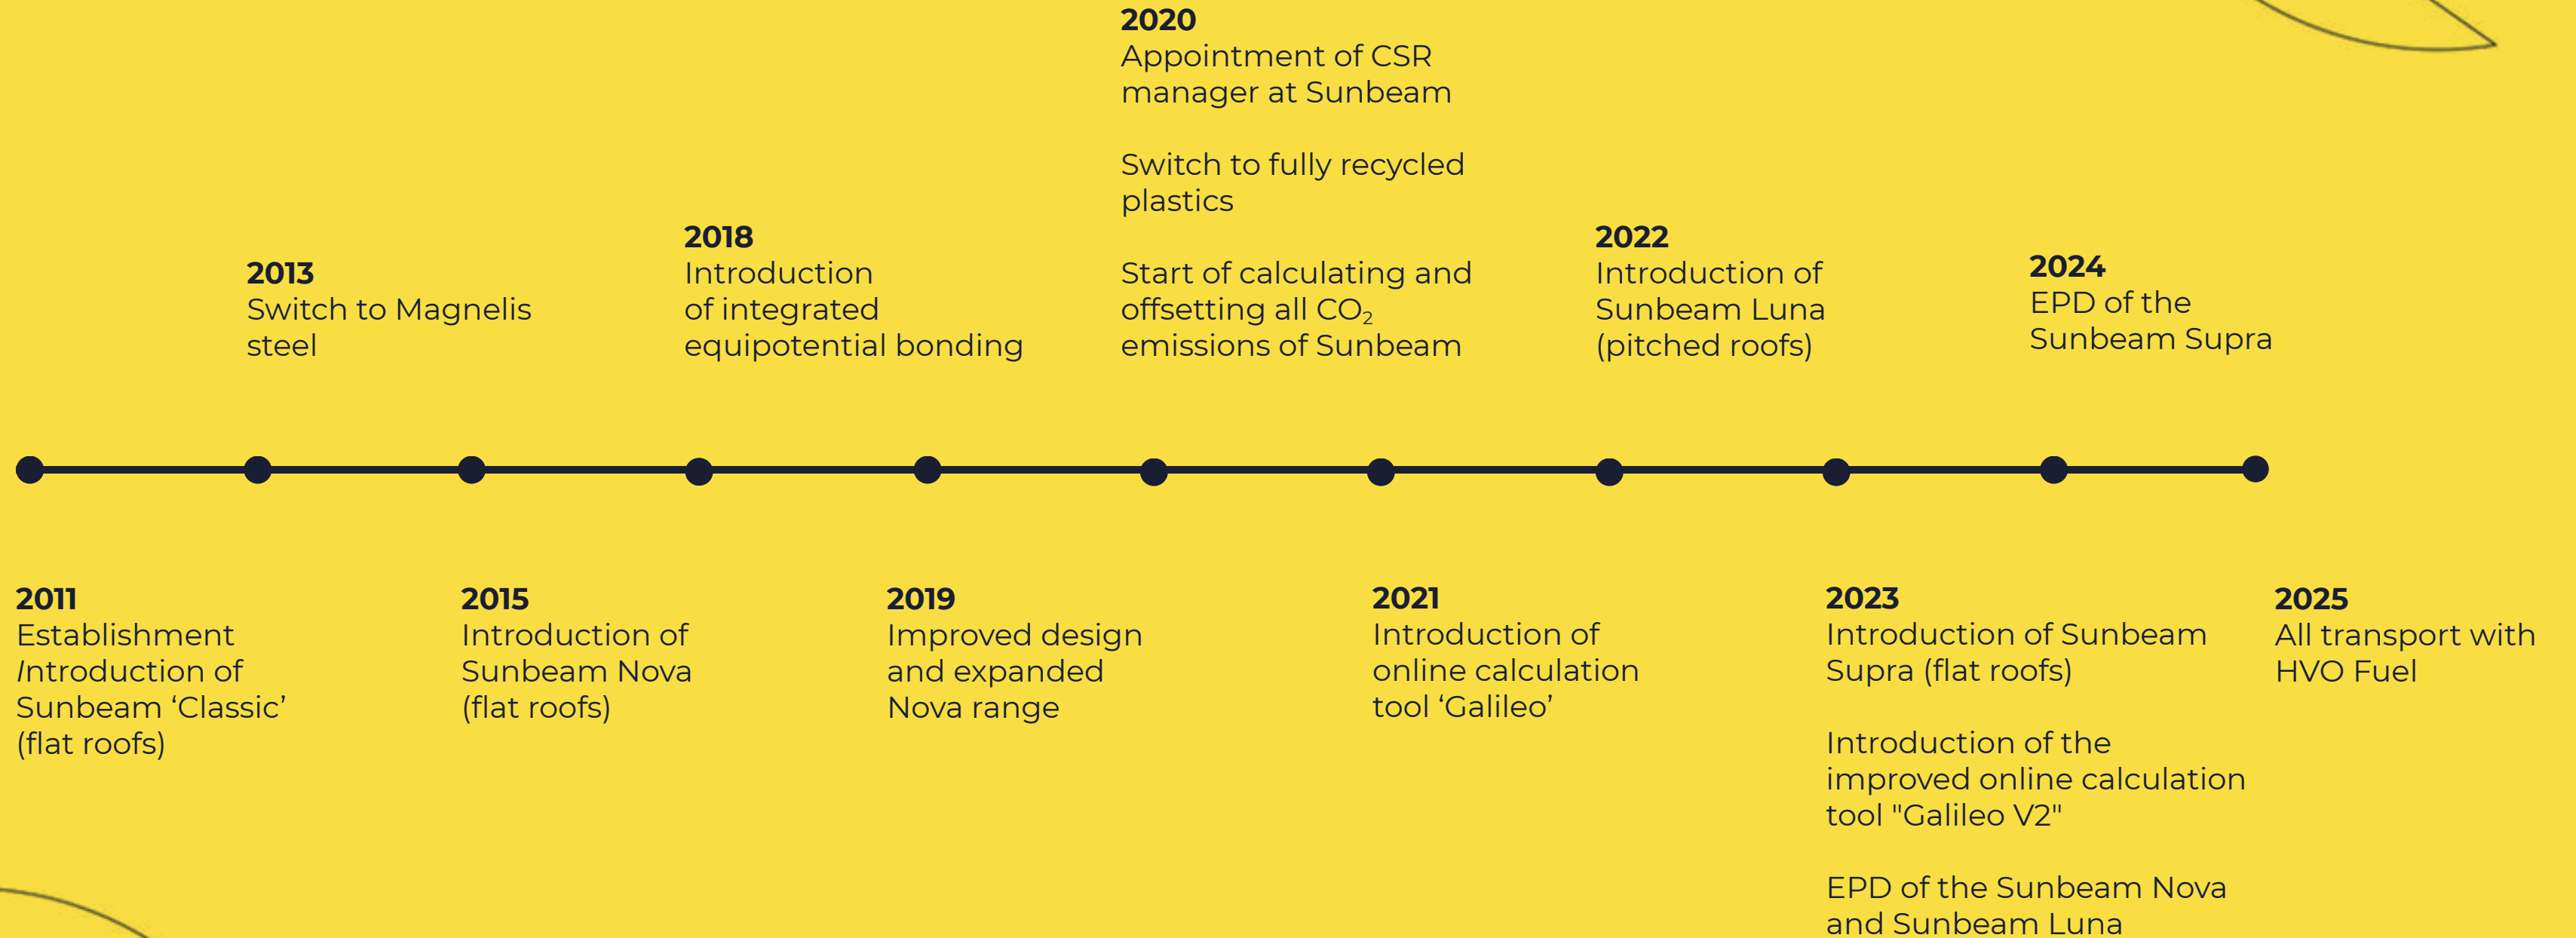 2011
Establishment
Introduction of
Sunbeam ‘Classic’
(flat roofs)
2013
Switch to Magnelis
steel
2015
Introduction of
Sunbeam Nova
(flat roofs)
2018
Introduction
of integrated
equipotential bonding
2019
Improved design
and expanded
Nova range
2020
Appointment of CSR
manager at Sunbeam
Switch to fully recycled
plastics
Start of calculating and
offsetting all CO₂
emissions of Sunbeam
2021
Introduction of
online calculation
tool ‘Galileo’
2022
Introduction of
Sunbeam Luna
(pitched roofs)
2023
Introduction of Sunbeam
Supra (flat roofs)
Introduction of the
improved online calculation
tool "Galileo V2"
EPD of the Sunbeam Nova
and Sunbeam Luna
2024
EPD of the
Sunbeam Supra
2025
All transport with
HVO Fuel